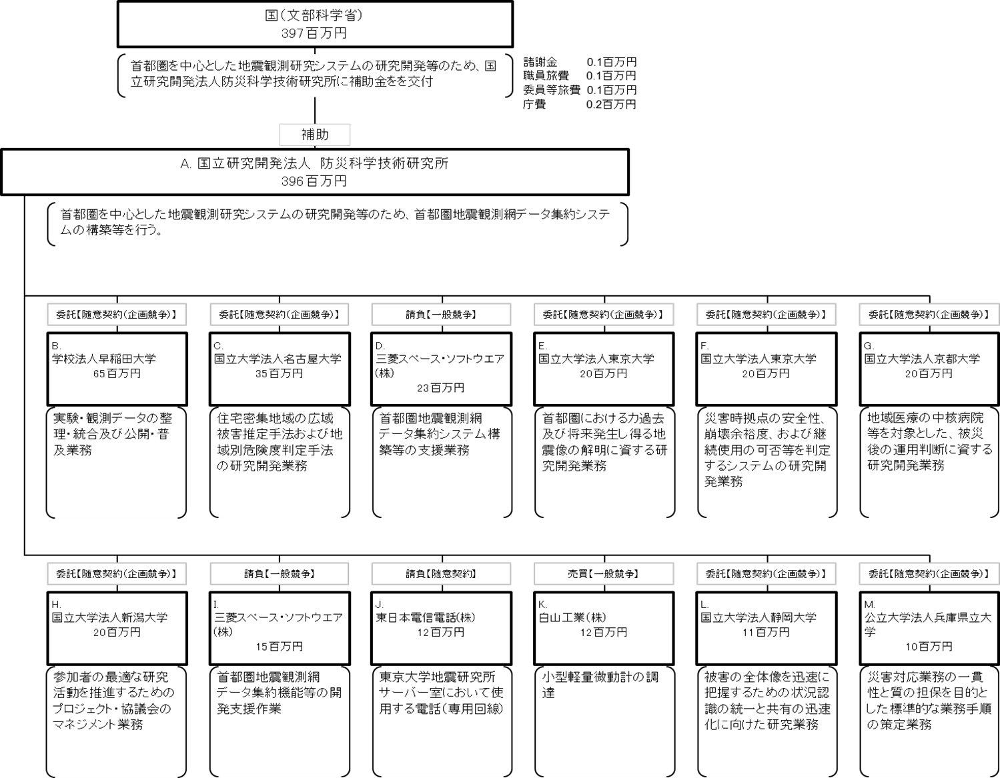 国（文部科学省）
397百万円
首都圏を中心とした地震観測研究システムの研究開発等のため、国
立研究開発法人防災科学技術研究所に補助金をを交付
諸謝金 0.1百万円
職員旅費 0.1百万円
委員等旅費 0.1百万円
庁費 0.2百万円
補助
A. 国立研究開発法人 防災科学技術研究所
396百万円
首都圏を中心とした地震観測研究システムの研究開発等のため、首都圏地震観測網データ集約システ
ムの構築等を行う。
委託【随意契約（企画競争）】
B.
学校法人早稲田大学
65百万円
実験・観測データの整
理・統合及び公開・普
及業務
委託【随意契約（企画競争）】
C.
国立大学法人名古屋大学
35百万円
住宅密集地域の広域
被害推定手法および地
域別危険度判定手法
の研究開発業務
請負【一般競争】
D.
三菱スペース・ソフトウエア
（株）
23百万円
首都圏地震観測網
データ集約システム構
築等の支援業務
委託【随意契約（企画競争）】
E.
国立大学法人東京大学
20百万円
首都圏における力過去
及び将来発生し得る地
震像の解明に資する研
究開発業務
委託【随意契約（企画競争）】
F.
国立大学法人東京大学
20百万円
災害時拠点の安全性、
崩壊余裕度、および継
続使用の可否等を判定
するシステムの研究開
発業務
委託【随意契約（企画競争）】
G.
国立大学法人京都大学
20百万円
地域医療の中核病院
等を対象とした、被災
後の運用判断に資する
研究開発業務
委託【随意契約（企画競争）】
H.
国立大学法人新潟大学
20百万円
参加者の最適な研究
活動を推進するための
プロジェクト・協議会の
マネジメント業務
請負【一般競争】
I.
三菱スペース・ソフトウエア
（株）
15百万円
首都圏地震観測網
データ集約機能等の開
発支援作業
請負【随意契約】
J.
東日本電信電話（株）
12百万円
東京大学地震研究所
サーバー室において使
用する電話（専用回線）
売買【一般競争】
K.
白山工業（株）
12百万円
小型軽量微動計の調
達
委託【随意契約（企画競争）】
L.
国立大学法人静岡大学
11百万円
被害の全体像を迅速に
把握するための状況認
識の統一と共有の迅速
化に向けた研究業務
委託【随意契約（企画競争）】
M.
公立大学法人兵庫県立大
学
10百万円
災害対応業務の一貫
性と質の担保を目的と
した標準的な業務手順
の策定業務